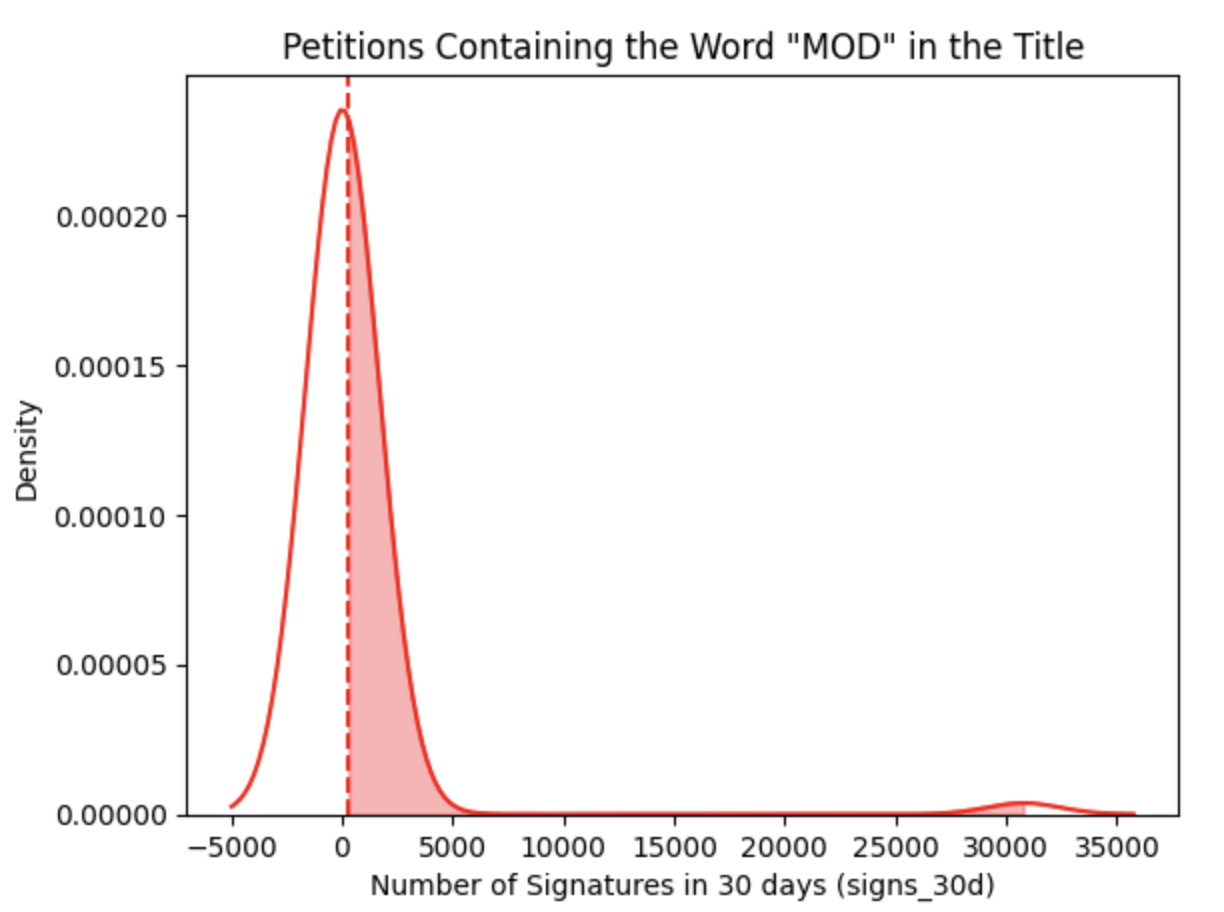 Petitions Containing the Word "MOD" in the Title
Density
0.00020
0.00015
0.00010
0.00005
0.00000
−5000 0 5000 10000 15000 20000 25000 30000 35000
Number of Signatures in 30 days (signs_30d)